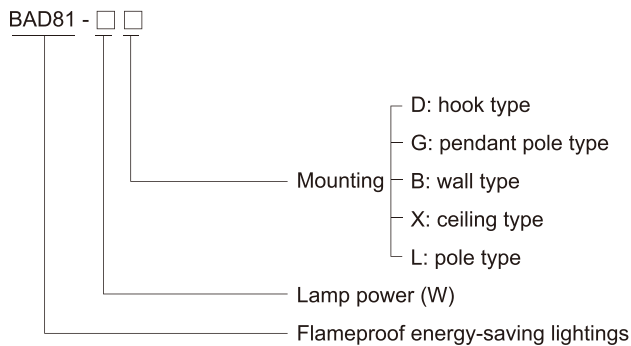 BAD81 - □ □
D: hook type
G: pendant pole type
Mounting
B: wall type
X: ceiling type
L: pole type
Lamp power (W)
Flameproof energy-saving lightings